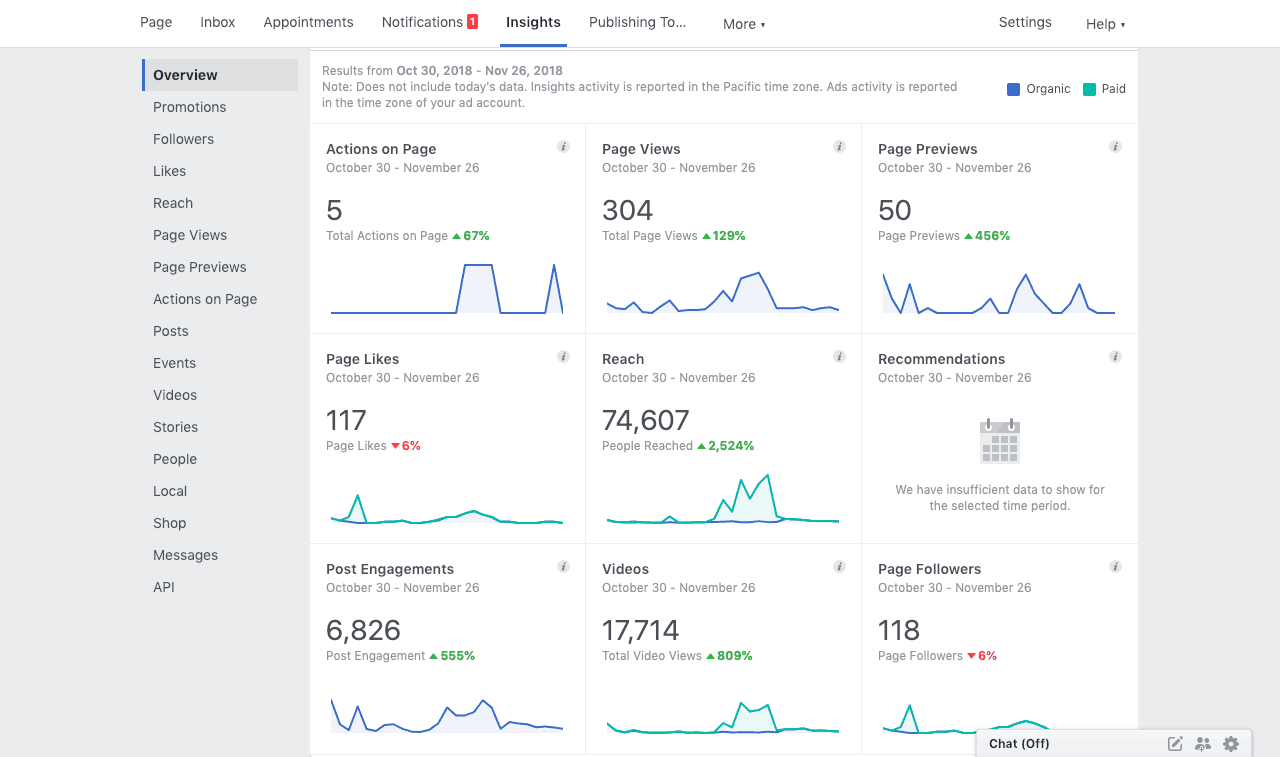 Page Inbox Appointments Notifications 1 Insights Publishing To... More Settings Help
Overview
Promotions
Followers
Likes
Reach
Page Views
Page Previews
Actions on Page
Posts
Events
Videos
Stories
People
Local
Shop
Messages
API
Results from Oct 30, 2018 - Nov 26, 2018
Note: Does not include today's data. Insights activity is reported in the Pacific time zone. Ads activity is reported
in the time zone of your ad account.
Organic Paid
Actions on Page
October 30 - November 26
5
Total Actions on Page 67%
Page Views
October 30 - November 26
304
Total Page Views 129%
Page Previews
October 30 - November 26
50
Page Previews 456%
Page Likes
October 30 - November 26
117
Page Likes 6%
Reach
October 30 - November 26
74,607
People Reached 2,524%
Recommendations
October 30 - November 26
We have insufficient data to show for
the selected time period.
Post Engagements
October 30 - November 26
6,826
Post Engagement 555%
Videos
October 30 - November 26
17,714
Total Video Views 809%
Page Followers
October 30 - November 26
118
Page Followers 6%
Chat (Off)